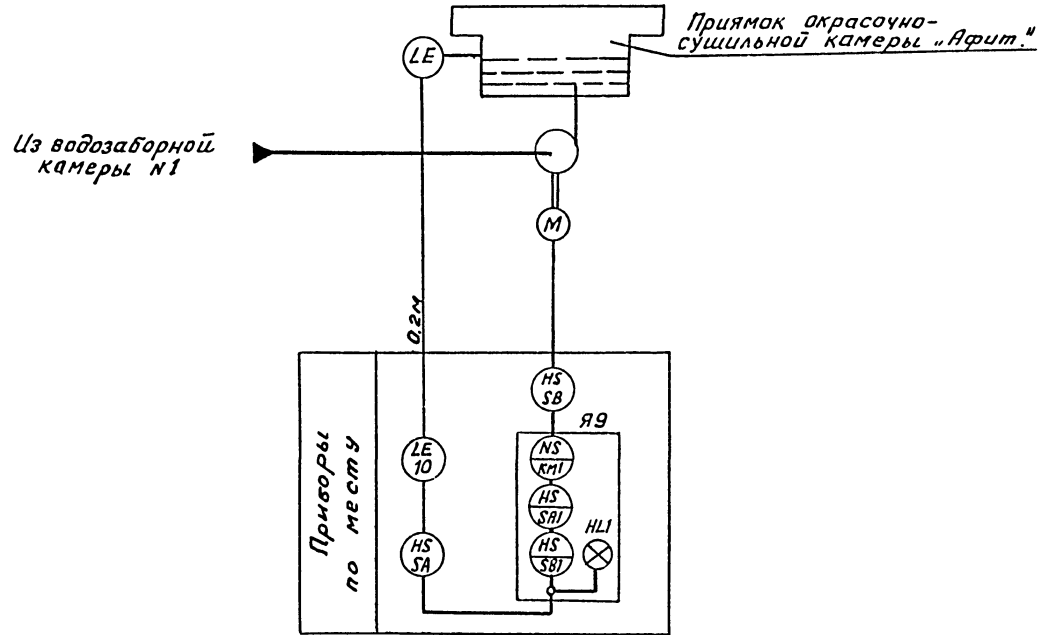 Приямок окрасочно-
сушильной камеры „Афит."
LE
Из водозаборной
камеры N1
M
0.2м
Приборы
по месту
HS
SB
Я9
LE
10
NS
KM1
HS
SA1
HL1
HS
SA
HS
SB1